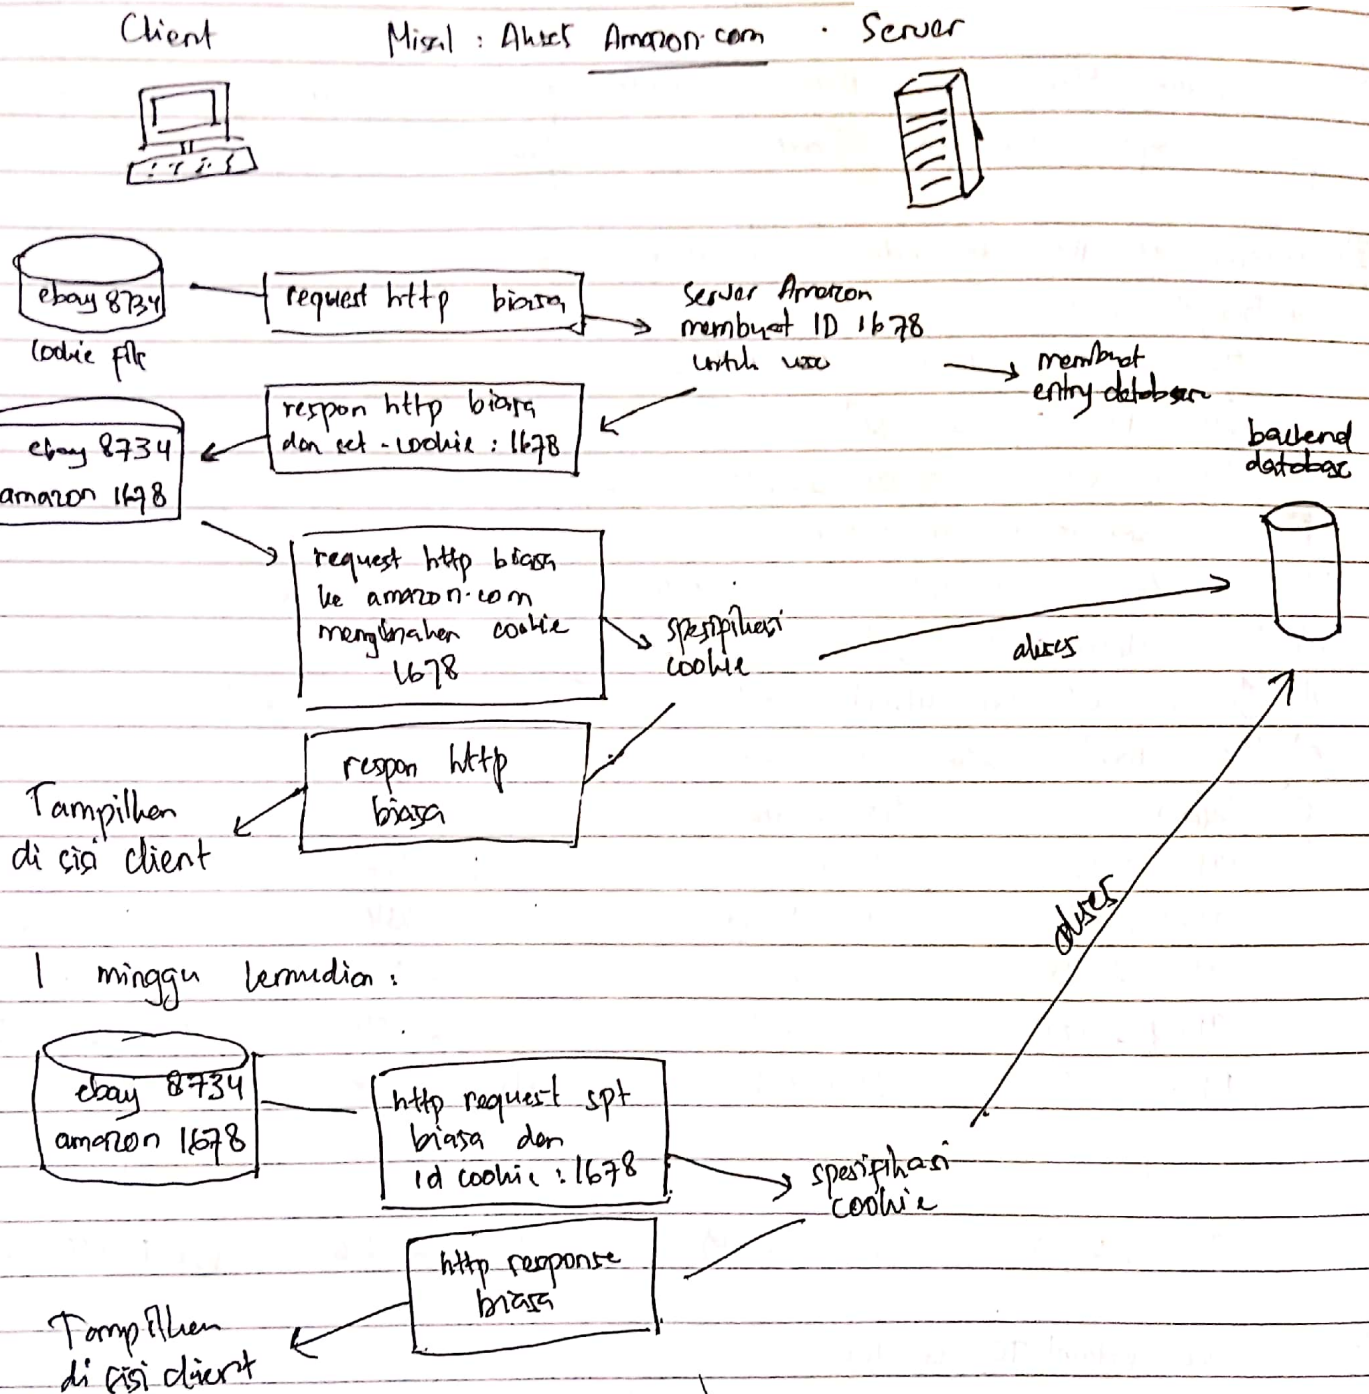 Client
Misal : Akses Amazon.com
Server
ebay 8734
cookie file
request http biasa
server Amazon
membuat ID 1678
untuk user
membuat
entry database
respon http biasa
dan set-cookie : 1678
ebay 8734
amazon 1678
backend
database
request http biasa
ke amazon.com
menggunakan cookie
1678
spesifikasi
cookie
akses
respon http
biasa
Tampilkan
di sisi client
akses
1 minggu kemudian :
ebay 8734
amazon 1678
http request spt
biasa dan
id cookie : 1678
spesifikasi
cookie
http response
biasa
Tampilkan
di sisi client